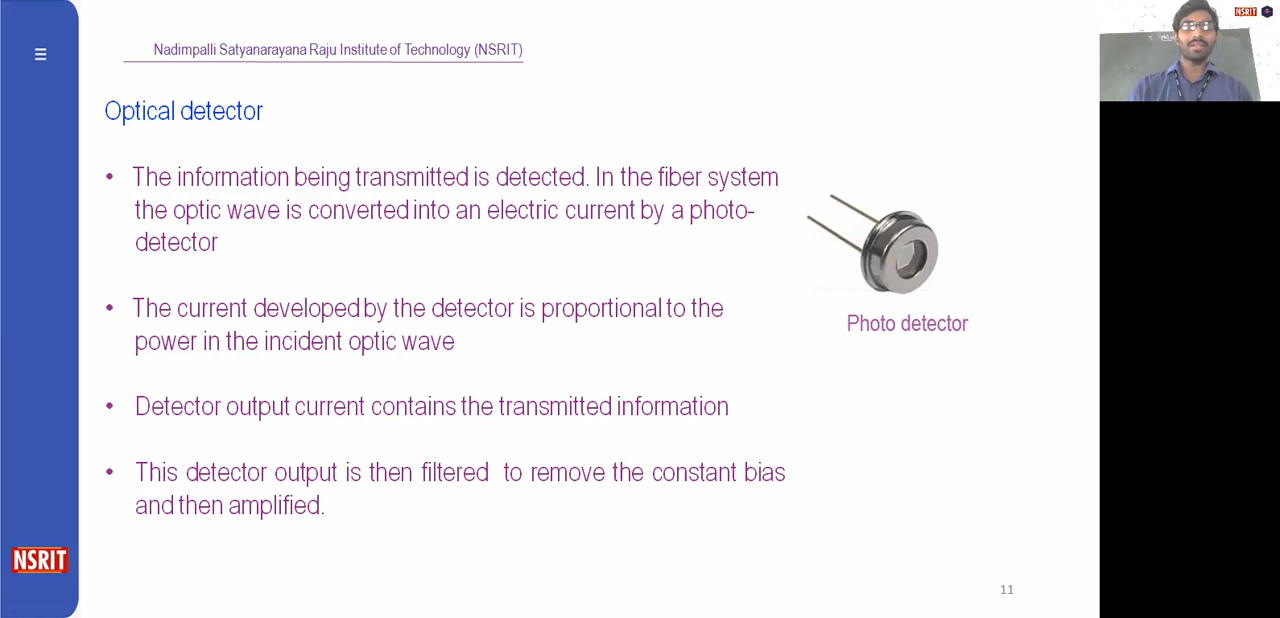 Nadimpalli Satyanarayana Raju Institute of Technology (NSRIT)
NSRIT
Optical detector
• The information being transmitted is detected. In the fiber system
the optic wave is converted into an electric current by a photo-
detector
• The current developed by the detector is proportional to the
power in the incident optic wave
• Detector output current contains the transmitted information
• This detector output is then filtered to remove the constant bias
and then amplified.
Photo detector
NSRIT
11